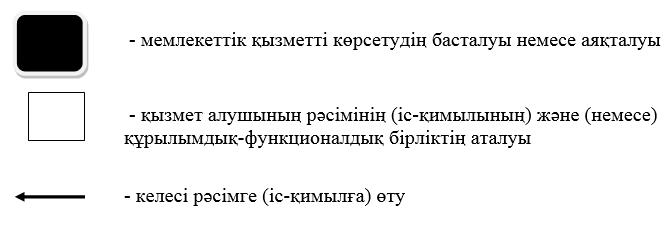 - мемлекеттік қызметті көрсетудің басталуы немесе аяқталуы
- қызмет алушының рәсімінің (іс-қимылының) және (немесе)
құрылымдық-функционалдық бірліктің аталуы
- келесі рәсімге (іс-қимылға) өту